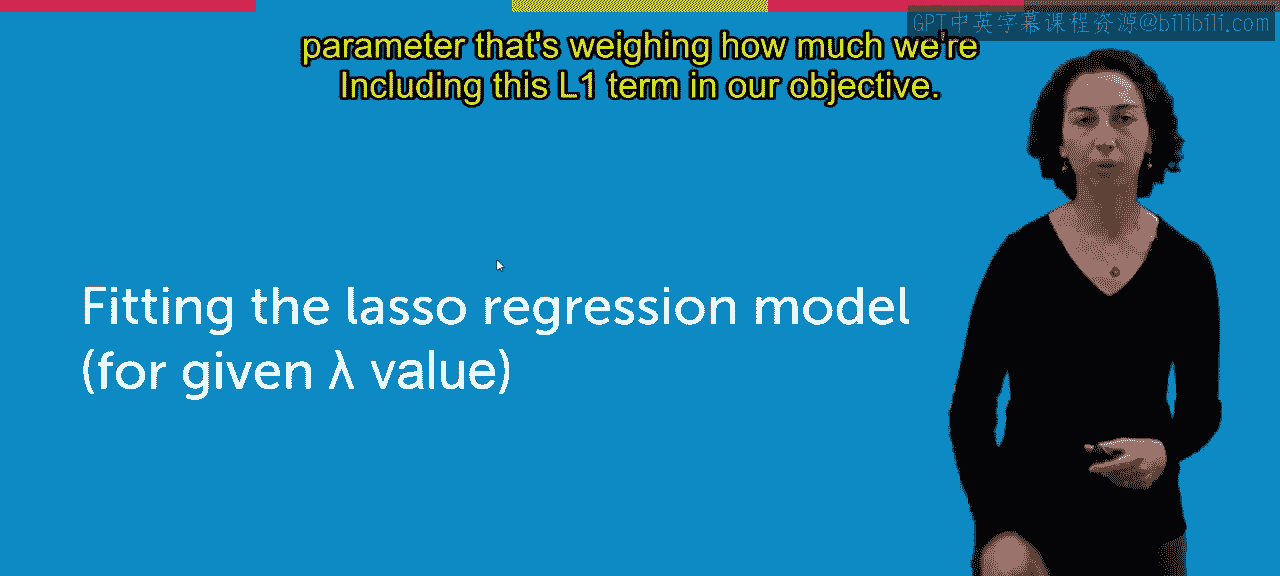 GPT中英字幕课程资源@bilibili.com
parameter that's weighing how much we're
Including this L1 term in our objective.
Fitting the lasso regression model
(for given λ value)